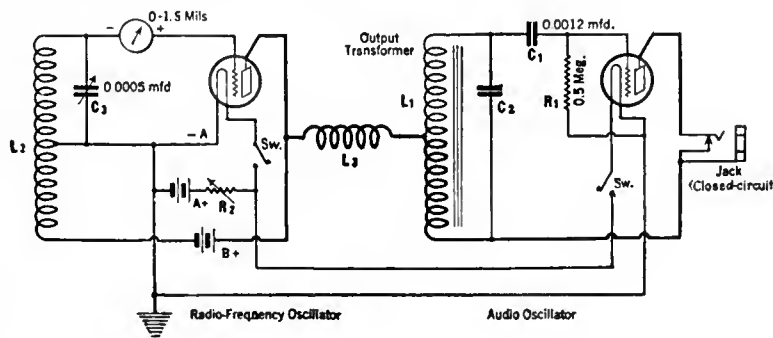 0-1.5 Mils
- +
Output
Transformer
0.0012 mfd.
C1
0.0005 mfd
C3
L2
-A
Sw.
L3
L1
C2
R1
0.5 Meg.
Sw.
Jack
(Closed-circuit
A+
R2
B+
Radio-Frequency Oscillator
Audio Oscillator